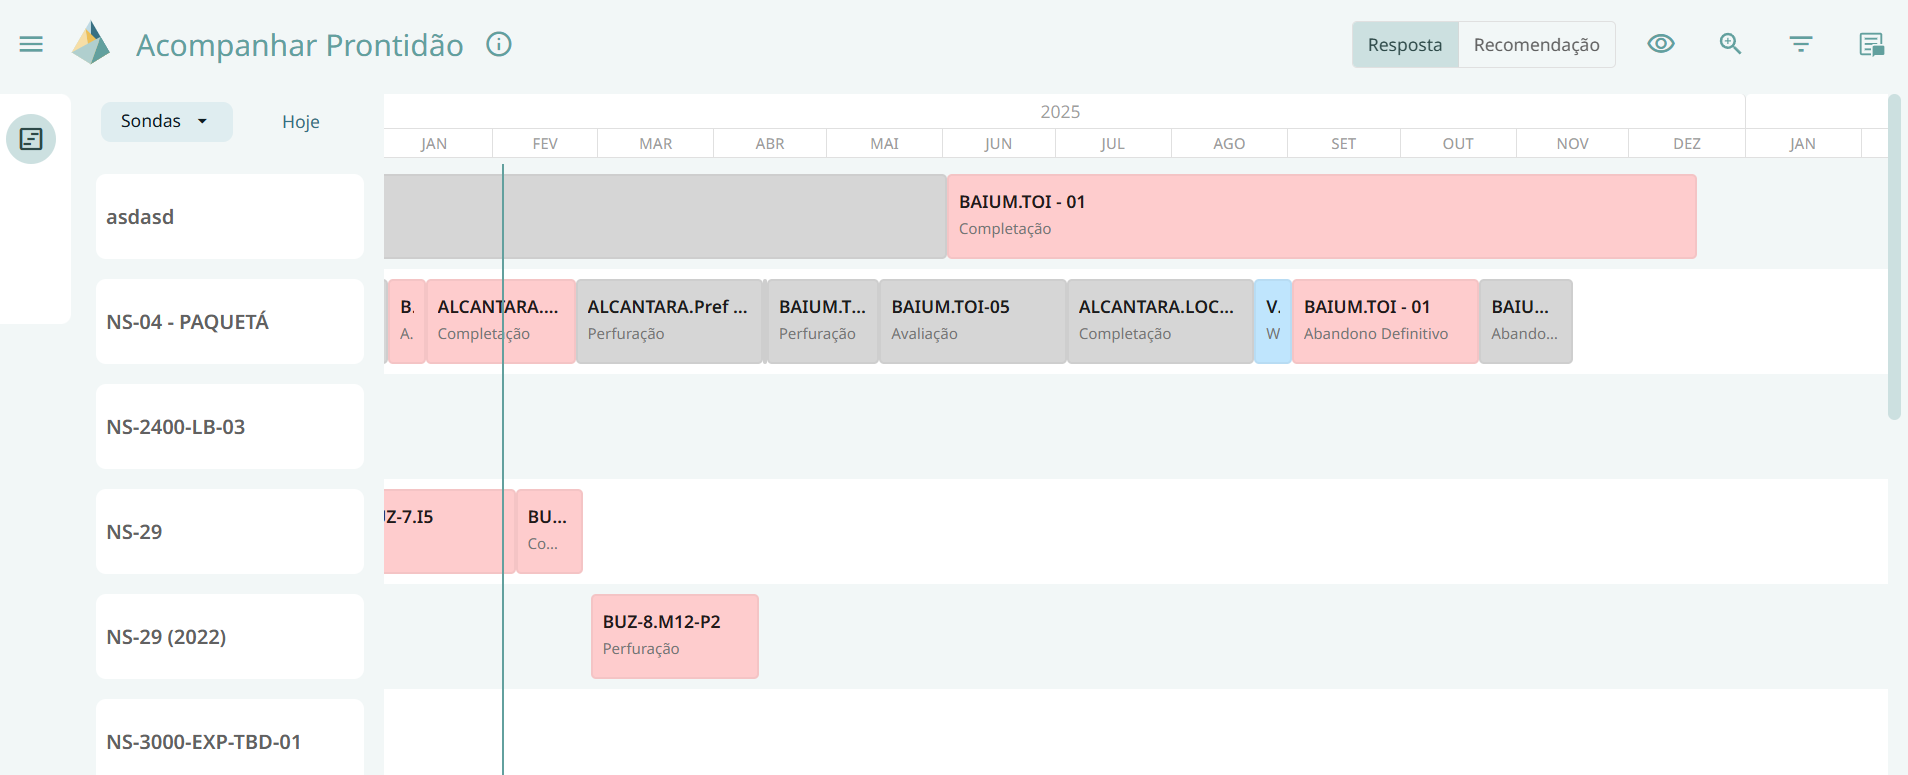 Acompanhar Prontidão
Resposta
Recomendação
Sondas
Hoje
2025
JAN
FEV
MAR
ABR
MAI
JUN
JUL
AGO
SET
OUT
NOV
DEZ
JAN
asdasd
BAIUM.TOI - 01
Completação
NS-04 - PAQUETÁ
B.
A.
ALCANTARA....
Completação
ALCANTARA.Pref ...
Perfuração
BAIUM.T...
Perfuração
BAIUM.TOI-05
Avaliação
ALCANTARA.LOC...
Completação
V.
W
BAIUM.TOI - 01
Abandono Definitivo
BAIU...
Abando...
NS-2400-LB-03
NS-29
Z-7.I5
BU...
Co...
NS-29 (2022)
BUZ-8.M12-P2
Perfuração
NS-3000-EXP-TBD-01